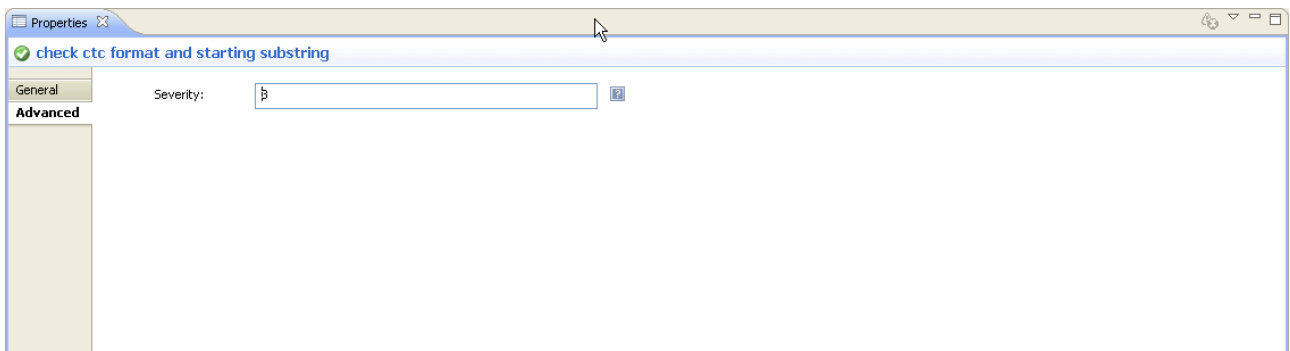 Properties
check ctc format and starting substring
General
Severity: 3
Advanced